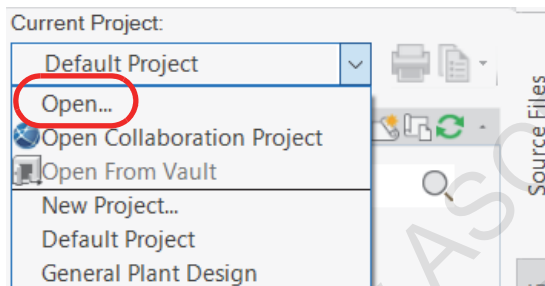 Current Project:
Default Project
Open...
Open Collaboration Project
Open From Vault
New Project...
Default Project
General Plant Design
Source Files
ASC